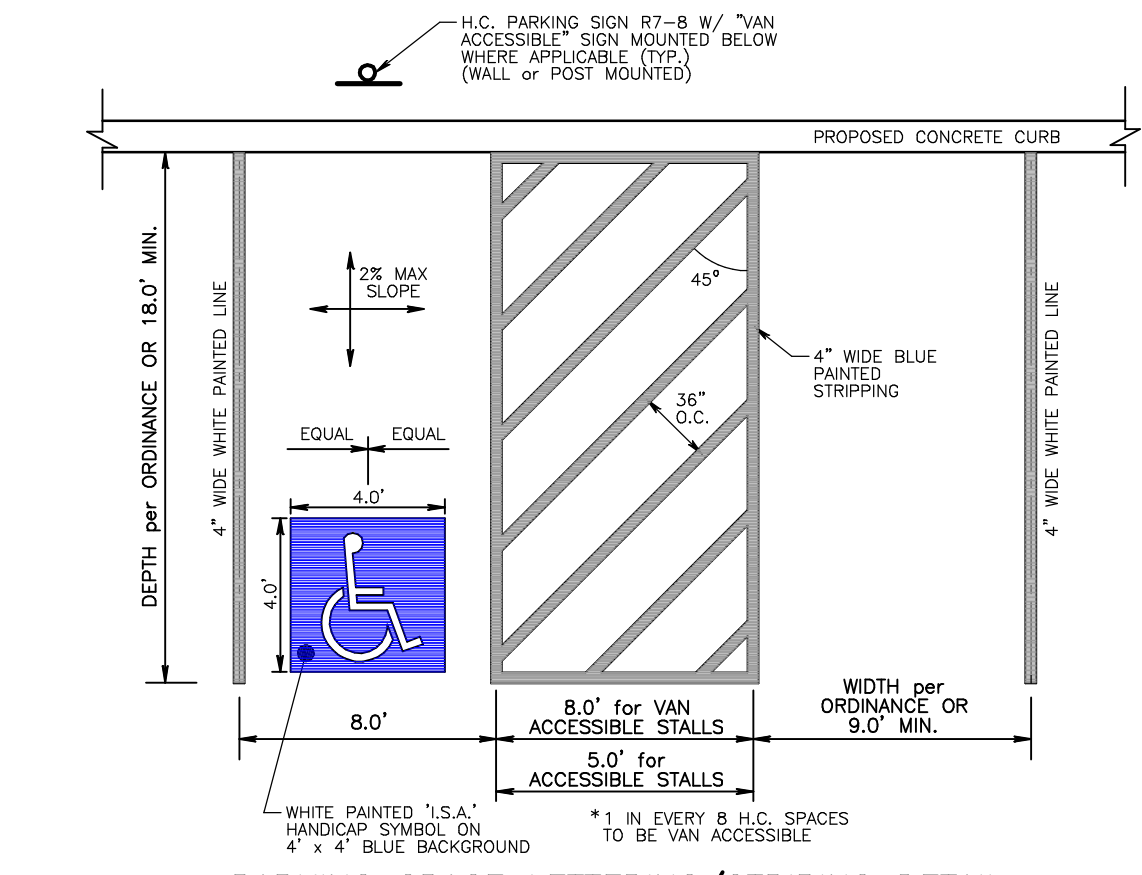 H.C. PARKING SIGN R7-8 W/ "VAN
ACCESSIBLE" SIGN MOUNTED BELOW
WHERE APPLICABLE (TYP.)
(WALL or POST MOUNTED)
PROPOSED CONCRETE CURB
DEPTH per ORDINANCE OR 18.0' MIN.
4" WIDE WHITE PAINTED LINE
2% MAX
SLOPE
45°
4" WIDE BLUE
PAINTED
STRIPPING
4" WIDE WHITE PAINTED LINE
36"
O.C.
EQUAL EQUAL
4.0'
4.0'
8.0'
8.0' for VAN
ACCESSIBLE STALLS
WIDTH per
ORDINANCE OR
9.0' MIN.
5.0' for
ACCESSIBLE STALLS
WHITE PAINTED 'I.S.A.'
HANDICAP SYMBOL ON
4' x 4' BLUE BACKGROUND
*1 IN EVERY 8 H.C. SPACES
TO BE VAN ACCESSIBLE